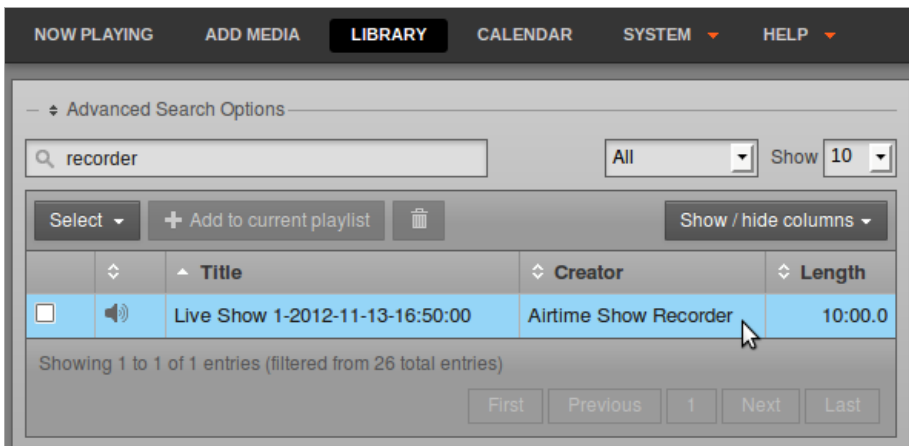 NOW PLAYING ADD MEDIA LIBRARY CALENDAR SYSTEM HELP
Advanced Search Options
recorder All Show 10
Select + Add to current playlist Show / hide columns
Title Creator Length
Live Show 1-2012-11-13-16:50:00 Airtime Show Recorder 10:00.0
Showing 1 to 1 of 1 entries (filtered from 26 total entries)
First Previous 1 Next Last